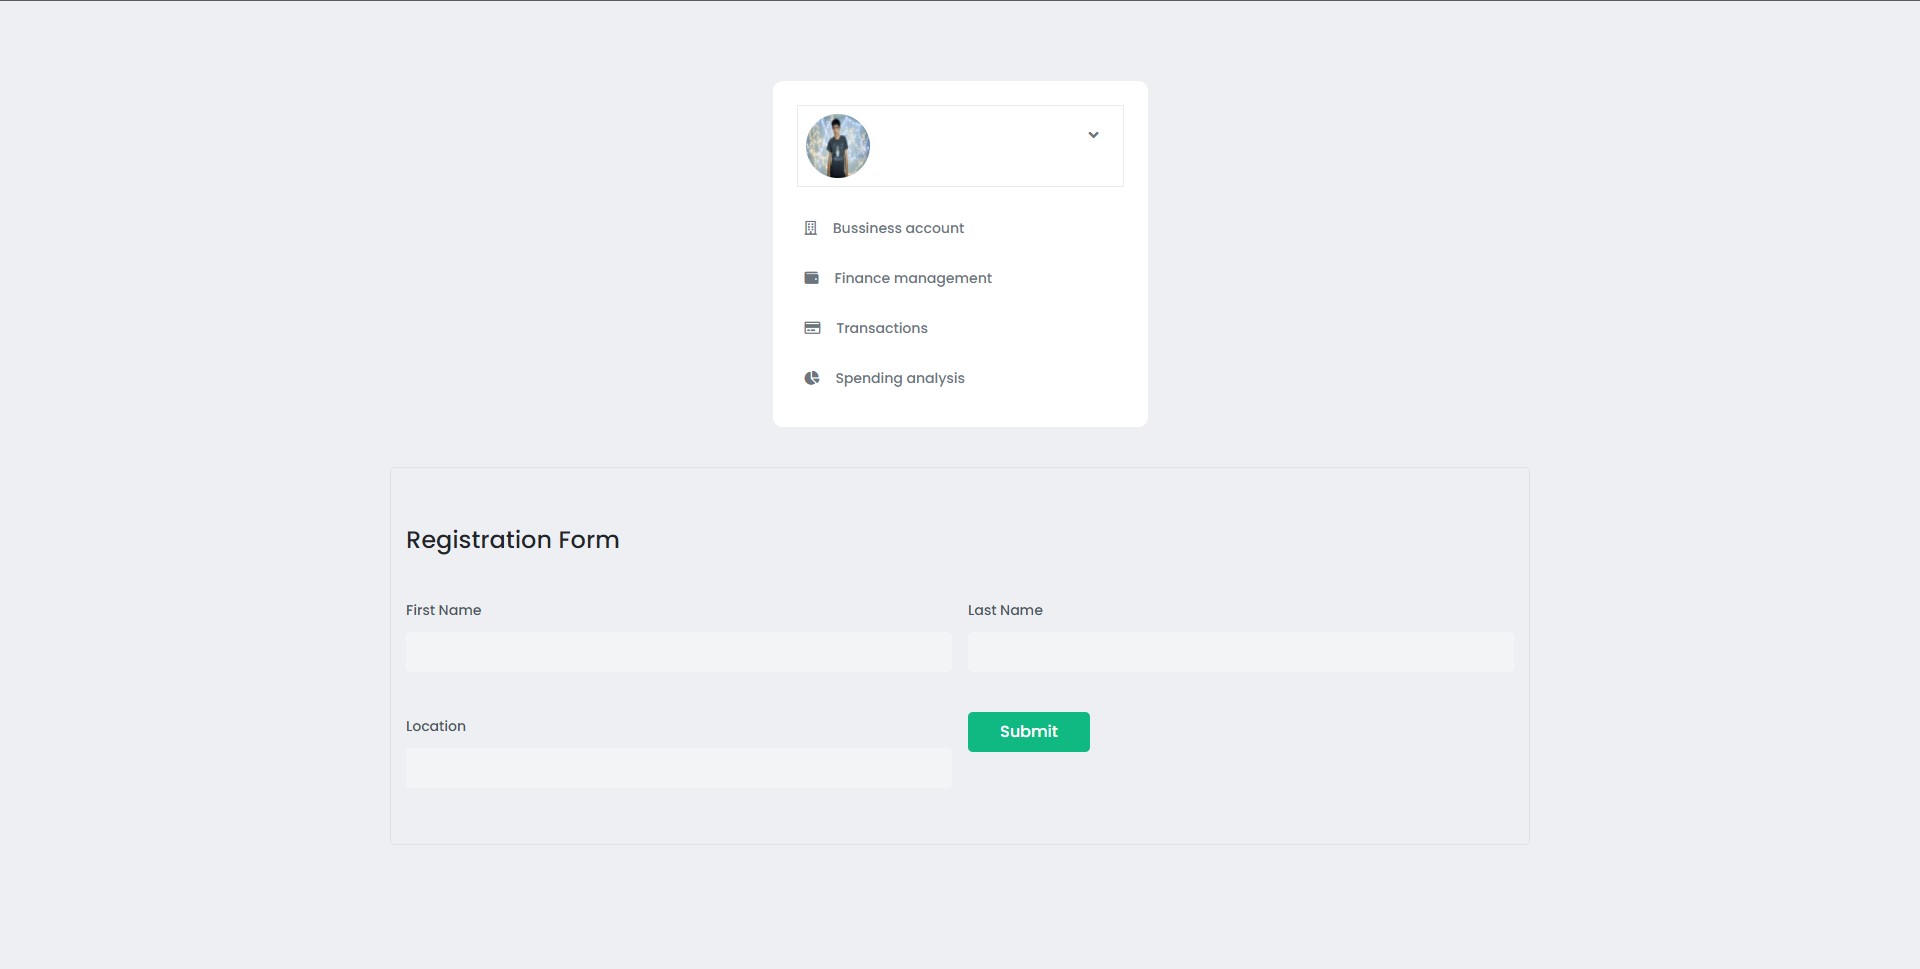 Bussiness account
Finance management
Transactions
Spending analysis
Registration Form
First Name
Last Name
Location
Submit